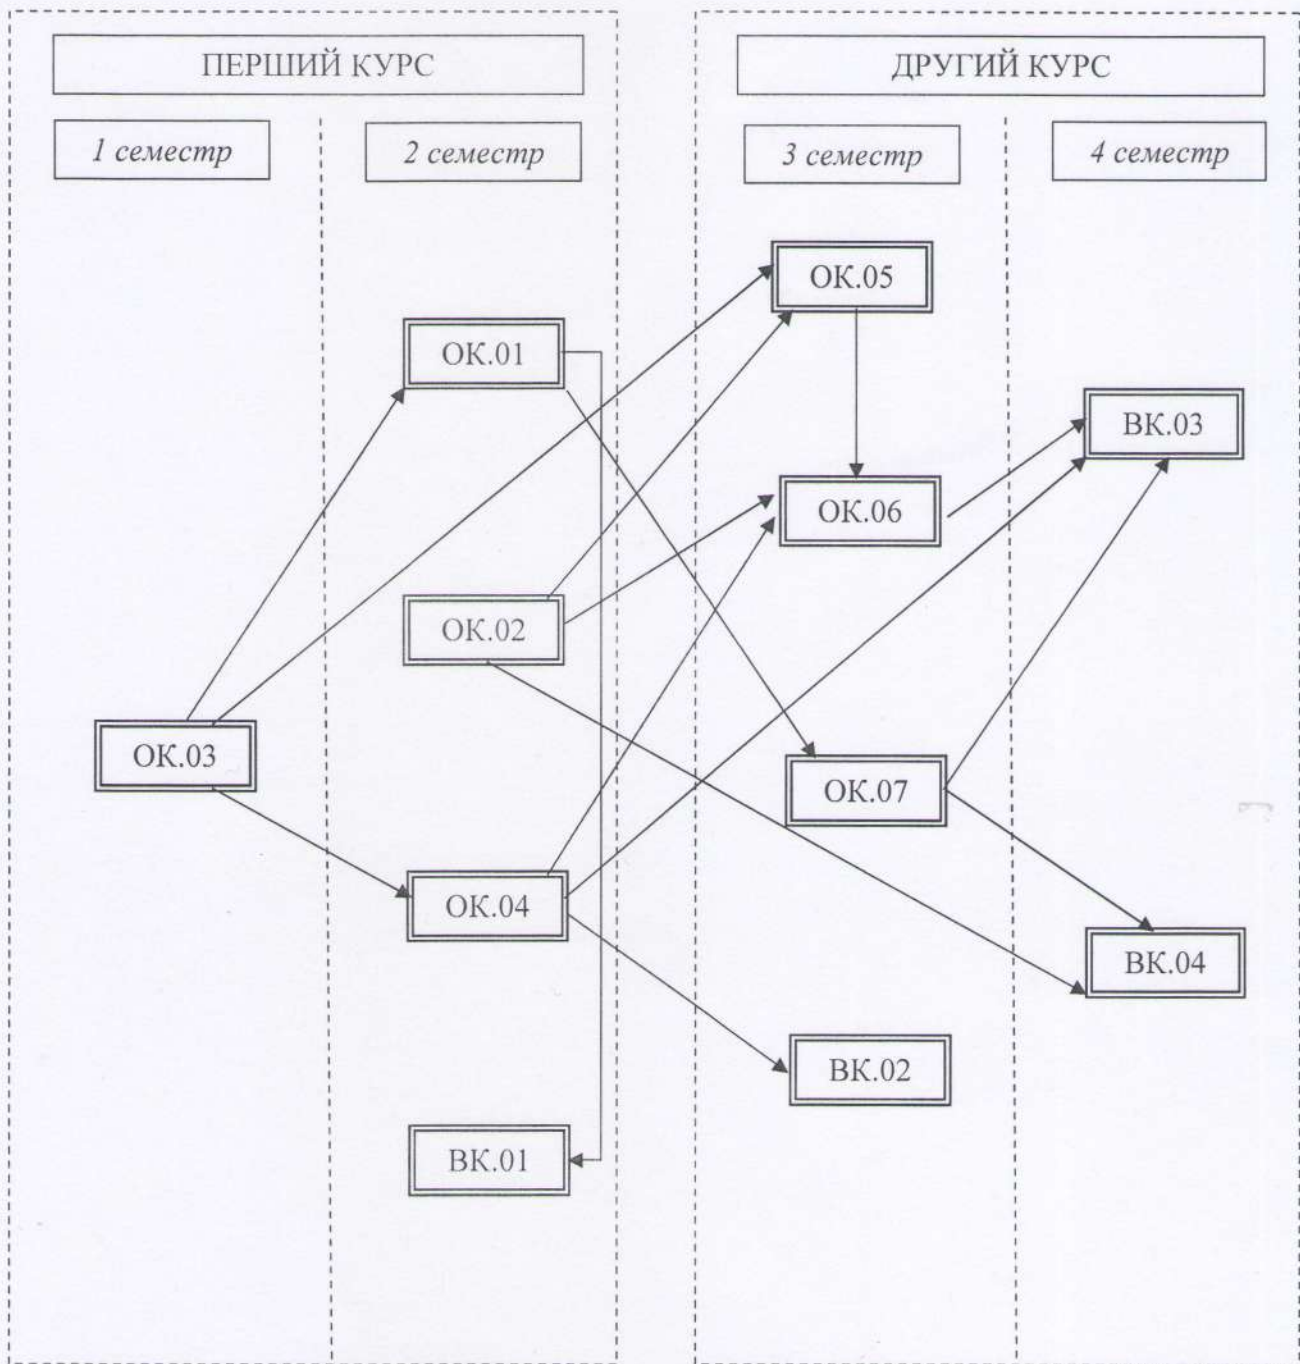 ПЕРШИЙ КУРС
ДРУГИЙ КУРС
1 семестр
2 семестр
3 семестр
4 семестр
ОК.05
ОК.01
ВК.03
ОК.06
ОК.02
ОК.03
ОК.07
ОК.04
ВК.04
ВК.02
ВК.01